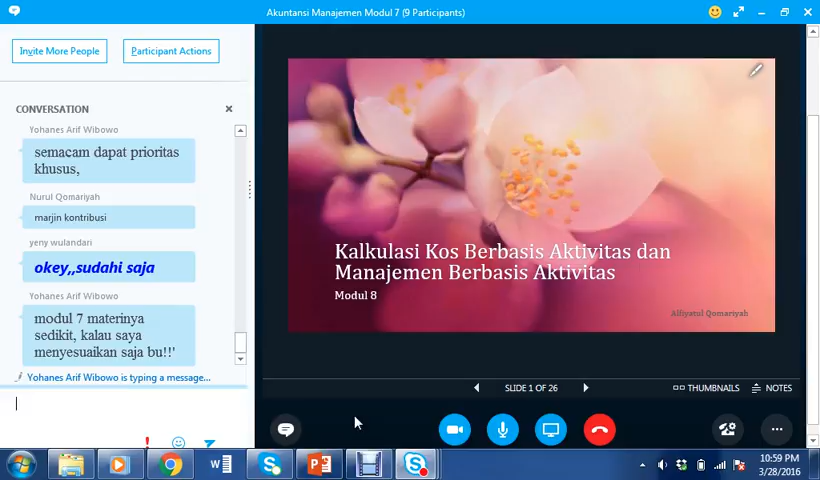 Akuntansi Manajemen Modul 7 (9 Participants)
Invite More People
Participant Actions
CONVERSATION
Yohanes Arif Wibowo
semacam dapat prioritas
khusus,
Nurul Qomariyah
marjin kontribusi
yeny wulandari
okey,,sudahi saja
Yohanes Arif Wibowo
modul 7 materinya
sedikit, kalau saya
menyesuaikan saja bu!!'
Yohanes Arif Wibowo is typing a message...
Kalkulasi Kos Berbasis Aktivitas dan
Manajemen Berbasis Aktivitas
Modul 8
Alfiyatul Qomariyah
SLIDE 1 OF 26
THUMBNAILS
NOTES
10:59 PM
3/28/2016